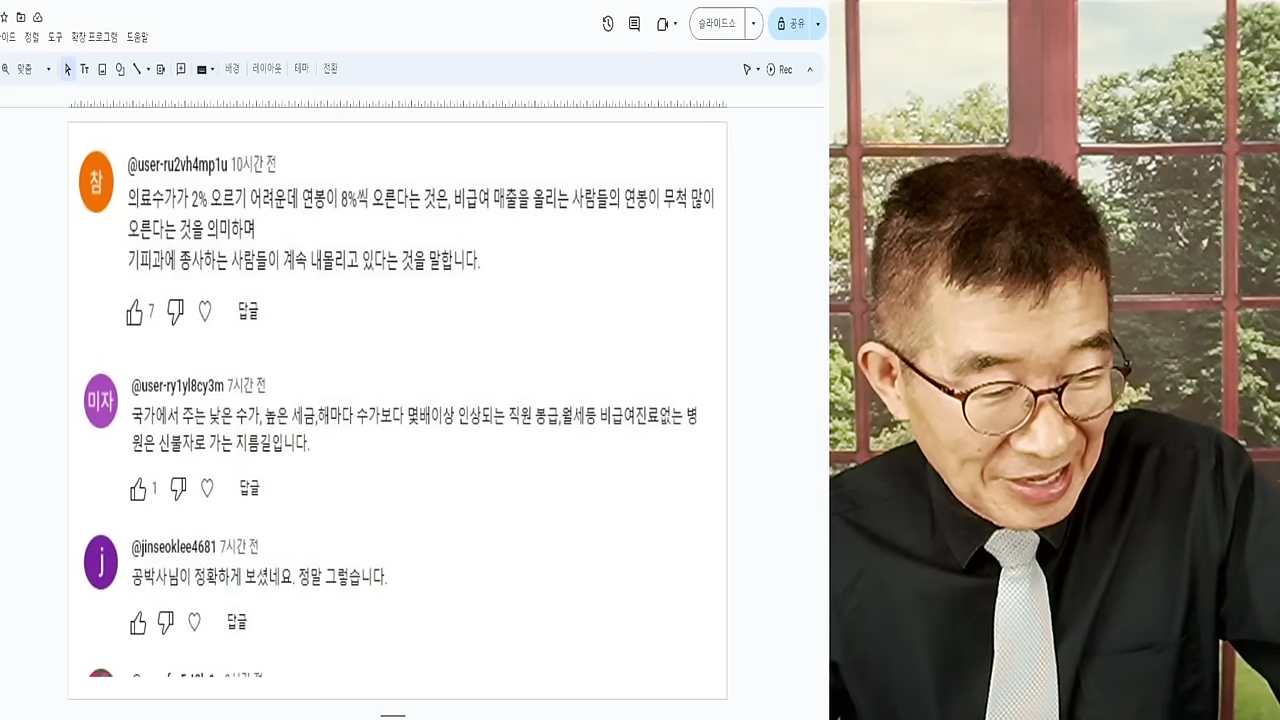 이드 정렬 도구 확장 프로그램 도움말
슬라이드쇼
공유
맞춤
Tr
배경
레이아웃
테마
전환
Rec
참
@user-ru2vh4mp1u 10시간 전
의료수가가 2% 오르기 어려운데 연봉이 8%씩 오른다는 것은, 비급여 매출을 올리는 사람들의 연봉이 무척 많이
오른다는 것을 의미하며
기피과에 종사하는 사람들이 계속 내몰리고 있다는 것을 말합니다.
7
답글
미자
@user-ry1yl8cy3m 7시간 전
국가에서 주는 낮은 수가, 높은 세금,해마다 수가보다 몇배이상 인상되는 직원 봉급,월세등 비급여진료없는 병
원은 신불자로 가는 지름길입니다.
1
답글
j
@jinseoklee4681 7시간 전
공박사님이 정확하게 보셨네요. 정말 그렇습니다.
답글